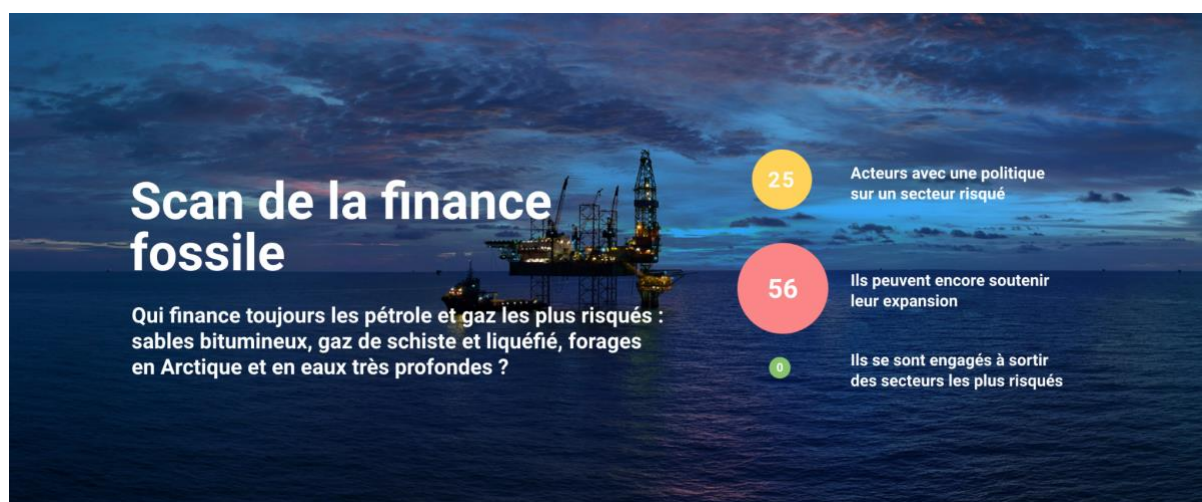 Scan de la finance
fossile
Qui finance toujours les pétrole et gaz les plus risqués :
sables bitumineux, gaz de schiste et liquéfié, forages
en Arctique et en eaux très profondes ?
25
Acteurs avec une politique
sur un secteur risqué
56
Ils peuvent encore soutenir
leur expansion
0
Ils se sont engagés à sortir
des secteurs les plus risqués